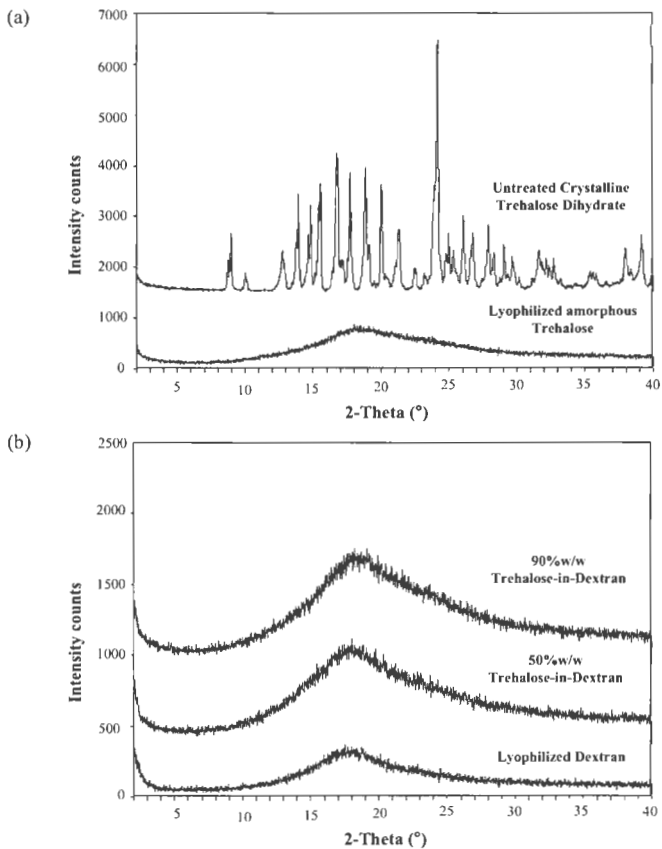 (a)
7000
6000
5000
4000
3000
2000
1000
0
Intensity counts
Untreated Crystalline
Trehalose Dihydrate
Lyophilized amorphous
Trehalose
5 10 15 20 25 30 35 40
2-Theta (°)
(b)
2500
2000
1500
1000
500
0
Intensity counts
90%w/w
Trehalose-in-Dextran
50%w/w
Trehalose-in-Dextran
Lyophilized Dextran
5 10 15 20 25 30 35 40
2-Theta (°)